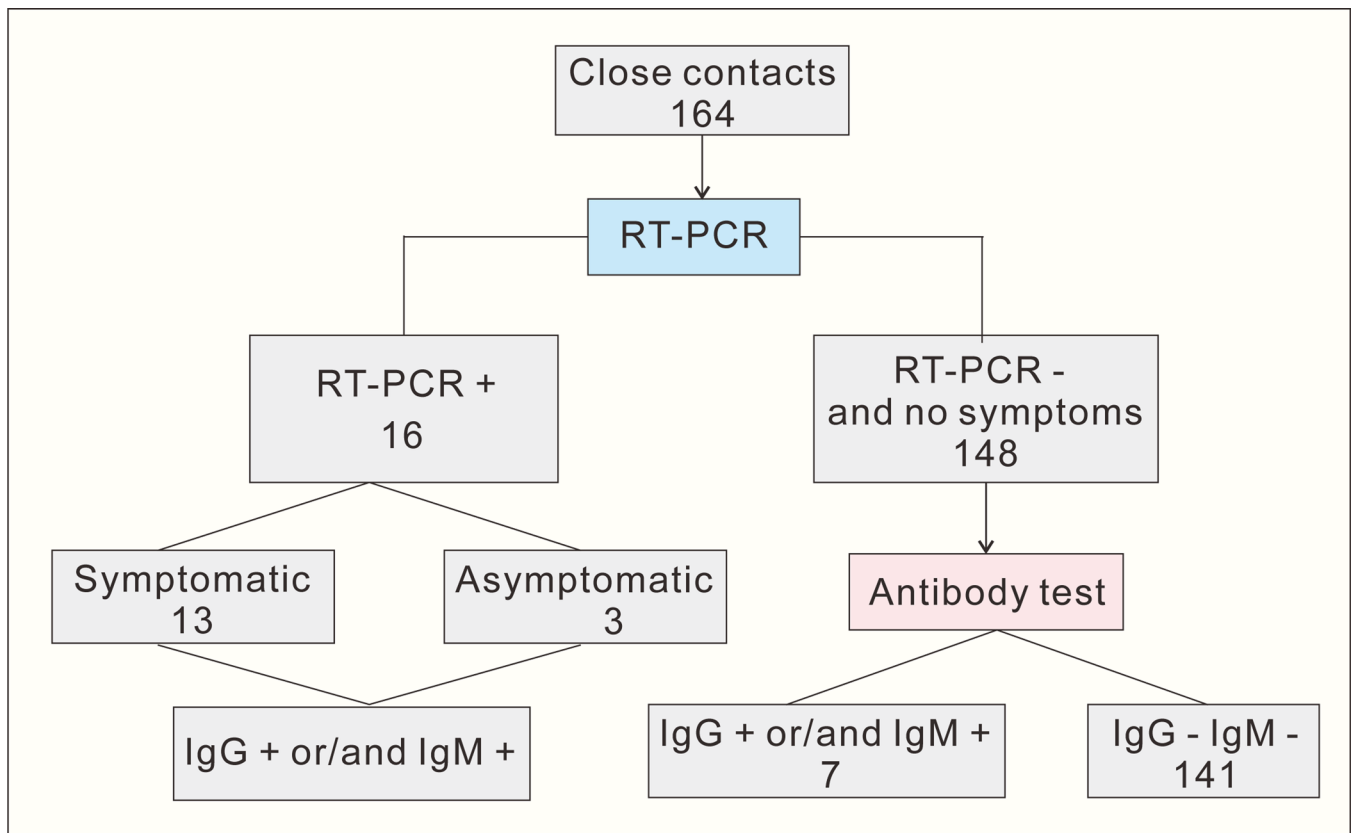 Close contacts
164
RT-PCR
RT-PCR +
16
RT-PCR -
and no symptoms
148
Symptomatic
13
Asymptomatic
3
Antibody test
IgG + or/and IgM +
IgG + or/and IgM +
7
IgG - IgM -
141